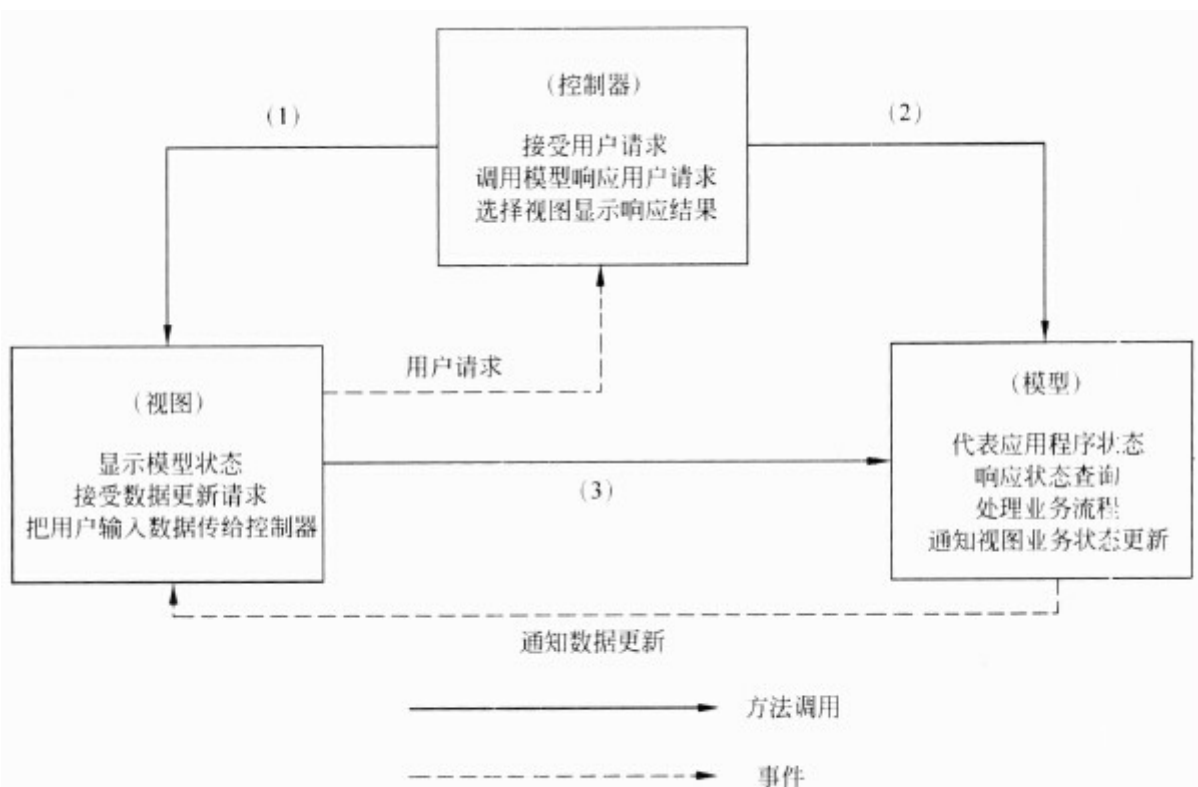 (控制器)
接受用户请求
调用模型响应用户请求
选择视图显示响应结果
(1)
(2)
用户请求
(视图)
显示模型状态
接受数据更新请求
把用户输入数据传给控制器
(3)
(模型)
代表应用程序状态
响应状态查询
处理业务流程
通知视图业务状态更新
通知数据更新
方法调用
事件